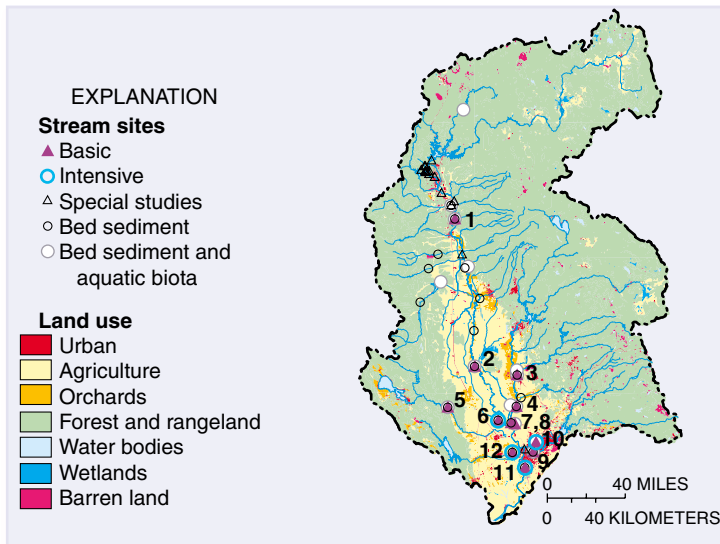 EXPLANATION
Stream sites
Basic
Intensive
Special studies
Bed sediment
Bed sediment and
aquatic biota
Land use
Urban
Agriculture
Orchards
Forest and rangeland
Water bodies
Wetlands
Barren land
1
2
3
5
4
6
7,8
10
12
9
11
0 40 MILES
0 40 KILOMETERS